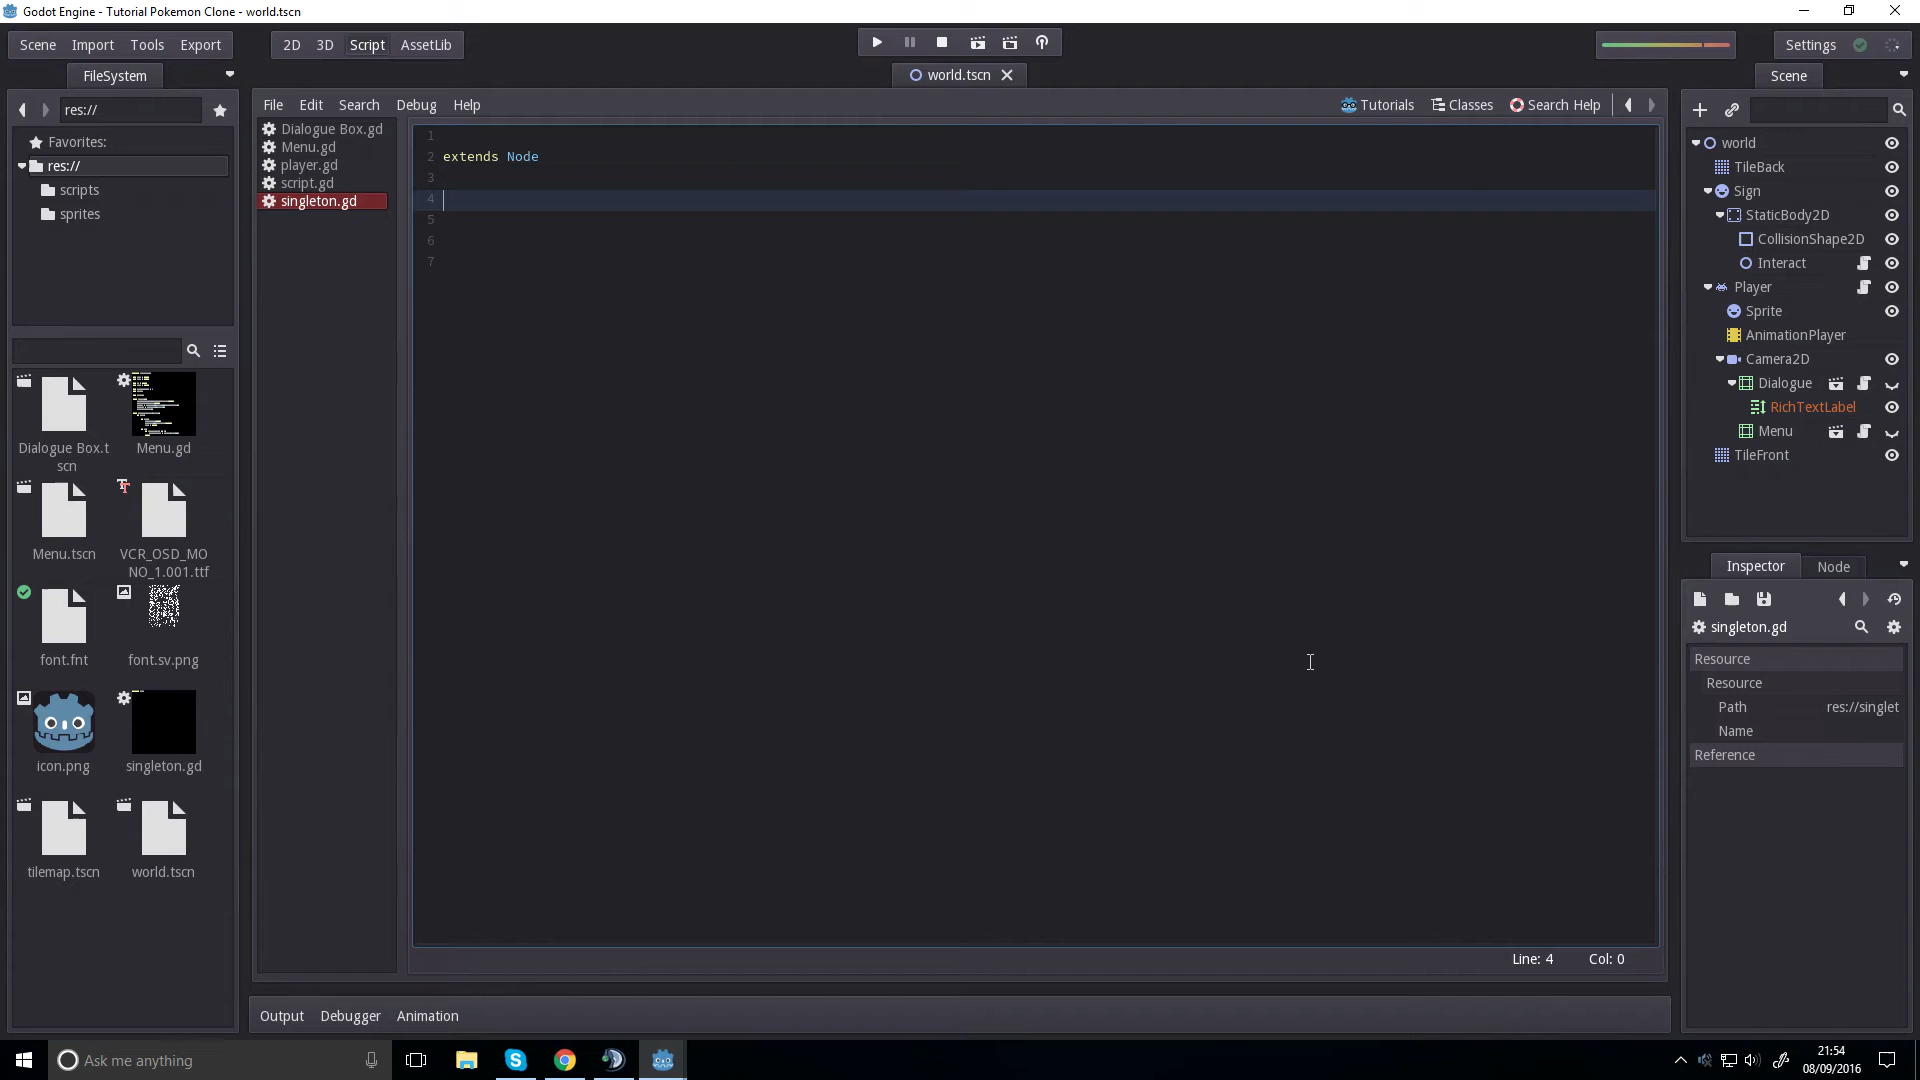 Godot Engine - Tutorial Pokemon Clone - world.tscn
Scene Import Tools Export
2D 3D Script AssetLib
Settings
FileSystem
world.tscn
Scene
res://
File Edit Search Debug Help
Tutorials Classes Search Help
Favorites:
res://
scripts
sprites
Dialogue Box.gd
Menu.gd
player.gd
script.gd
singleton.gd
1
2 extends Node
3
4
5
6
7
world
TileBack
Sign
StaticBody2D
CollisionShape2D
Interact
Player
Sprite
AnimationPlayer
Camera2D
Dialogue
RichTextLabel
Menu
TileFront
Dialogue Box.t
scn
Menu.gd
Menu.tscn
VCR_OSD_MO
NO_1.001.ttf
font.fnt
font.sv.png
icon.png
singleton.gd
tilemap.tscn
world.tscn
Inspector Node
singleton.gd
Resource
Resource
Path res://singlet
Name
Reference
Line: 4 Col: 0
Output Debugger Animation
Ask me anything
21:54
08/09/2016